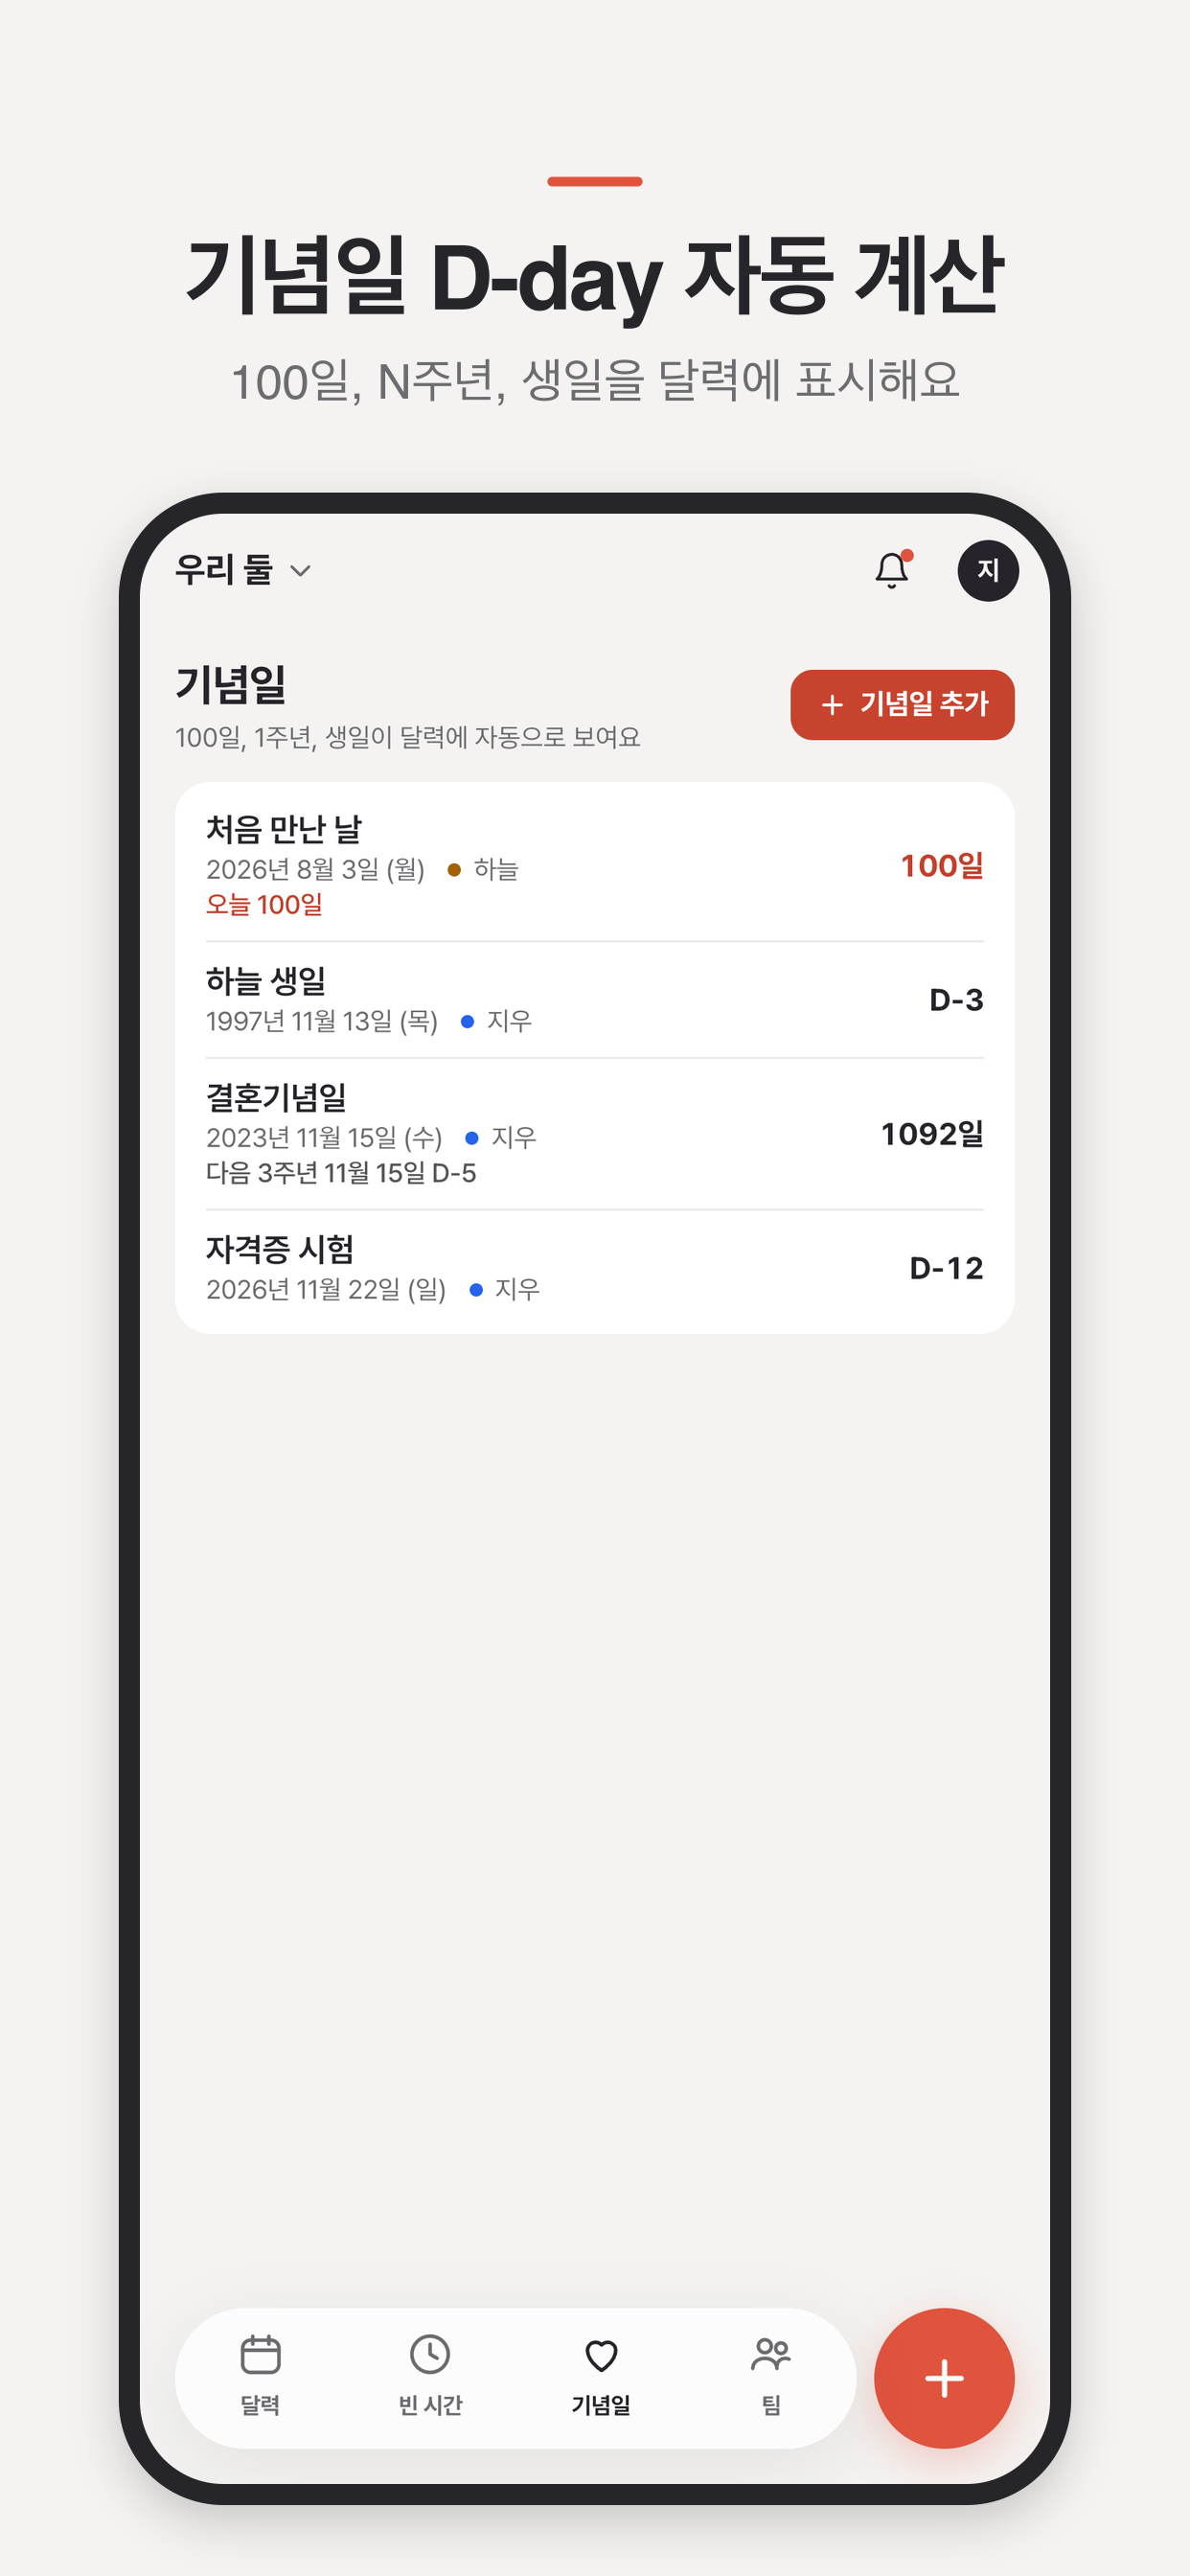 기념일 D-day 자동 계산
100일, N주년, 생일을 달력에 표시해요
우리 둘
지
기념일
+ 기념일 추가
100일, 1주년, 생일이 달력에 자동으로 보여요
처음 만난 날
2026년 8월 3일 (월) 하늘
100일
오늘 100일
하늘 생일
1997년 11월 13일 (목) 지우
D-3
결혼기념일
2023년 11월 15일 (수) 지우
1092일
다음 3주년 11월 15일 D-5
자격증 시험
2026년 11월 22일 (일) 지우
D-12
달력
빈 시간
기념일
팀